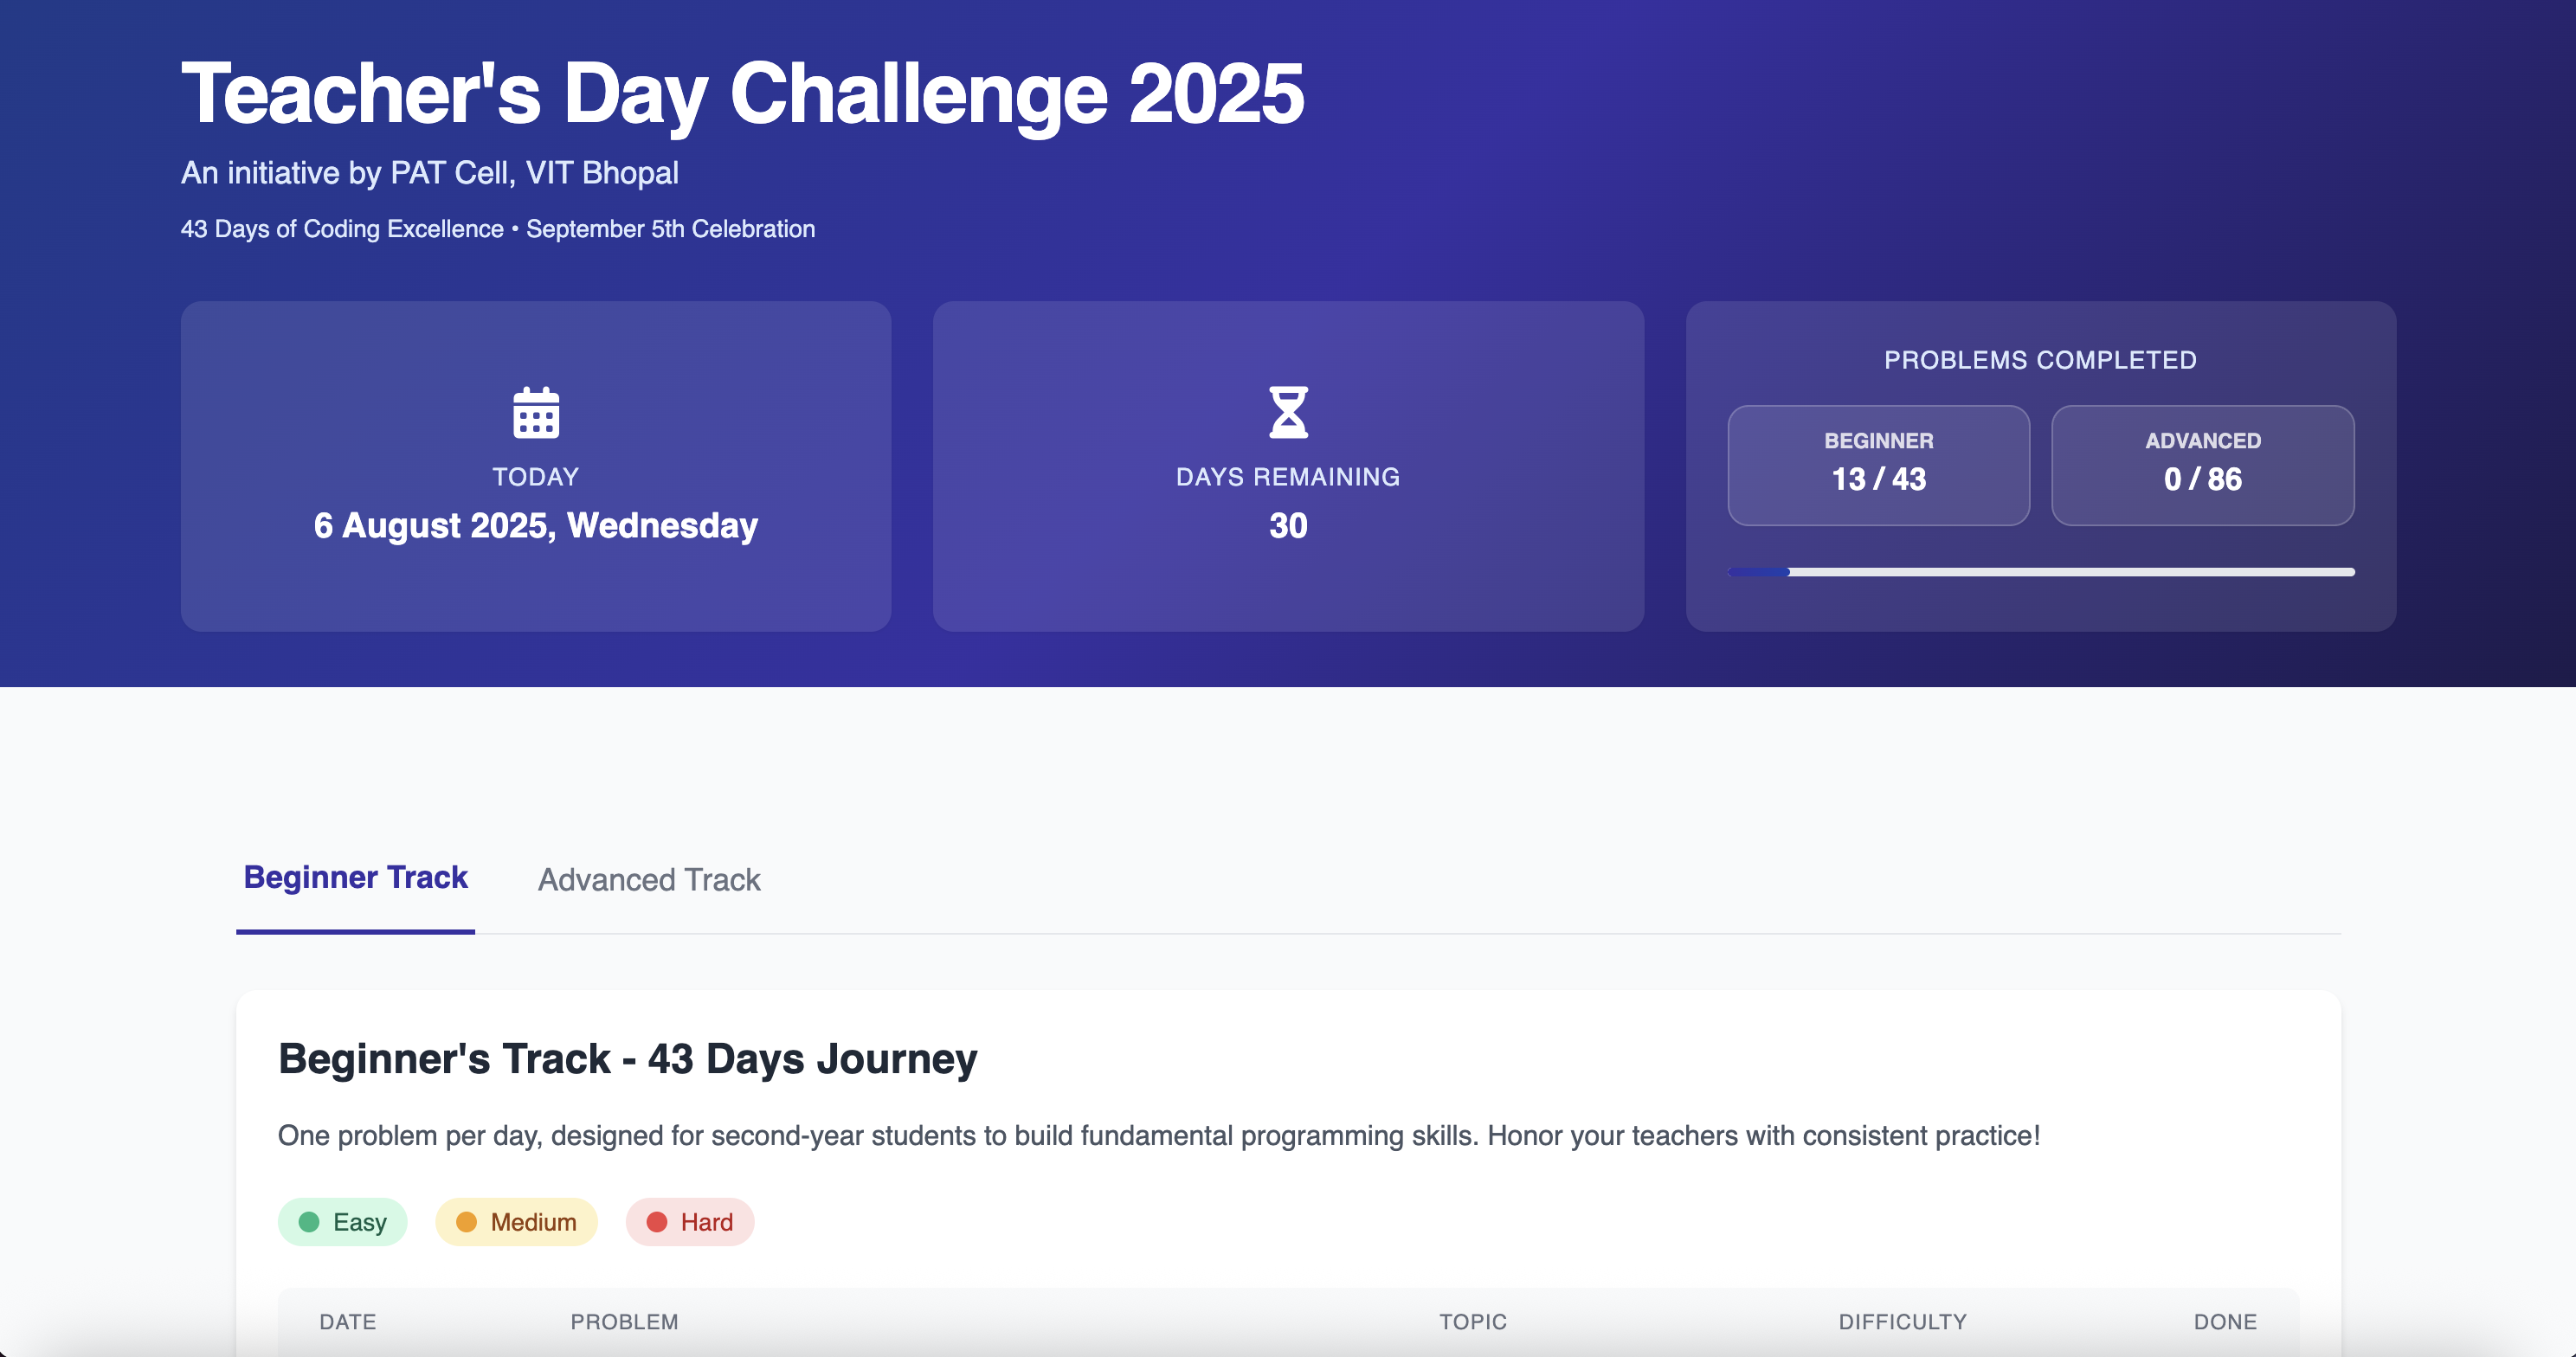 Teacher's Day Challenge 2025
An initiative by PAT Cell, VIT Bhopal
43 Days of Coding Excellence • September 5th Celebration
TODAY
6 August 2025, Wednesday
DAYS REMAINING
30
PROBLEMS COMPLETED
BEGINNER
13 / 43
ADVANCED
0 / 86
Beginner Track
Advanced Track
Beginner's Track - 43 Days Journey
One problem per day, designed for second-year students to build fundamental programming skills. Honor your teachers with consistent practice!
Easy
Medium
Hard
DATE PROBLEM TOPIC DIFFICULTY DONE